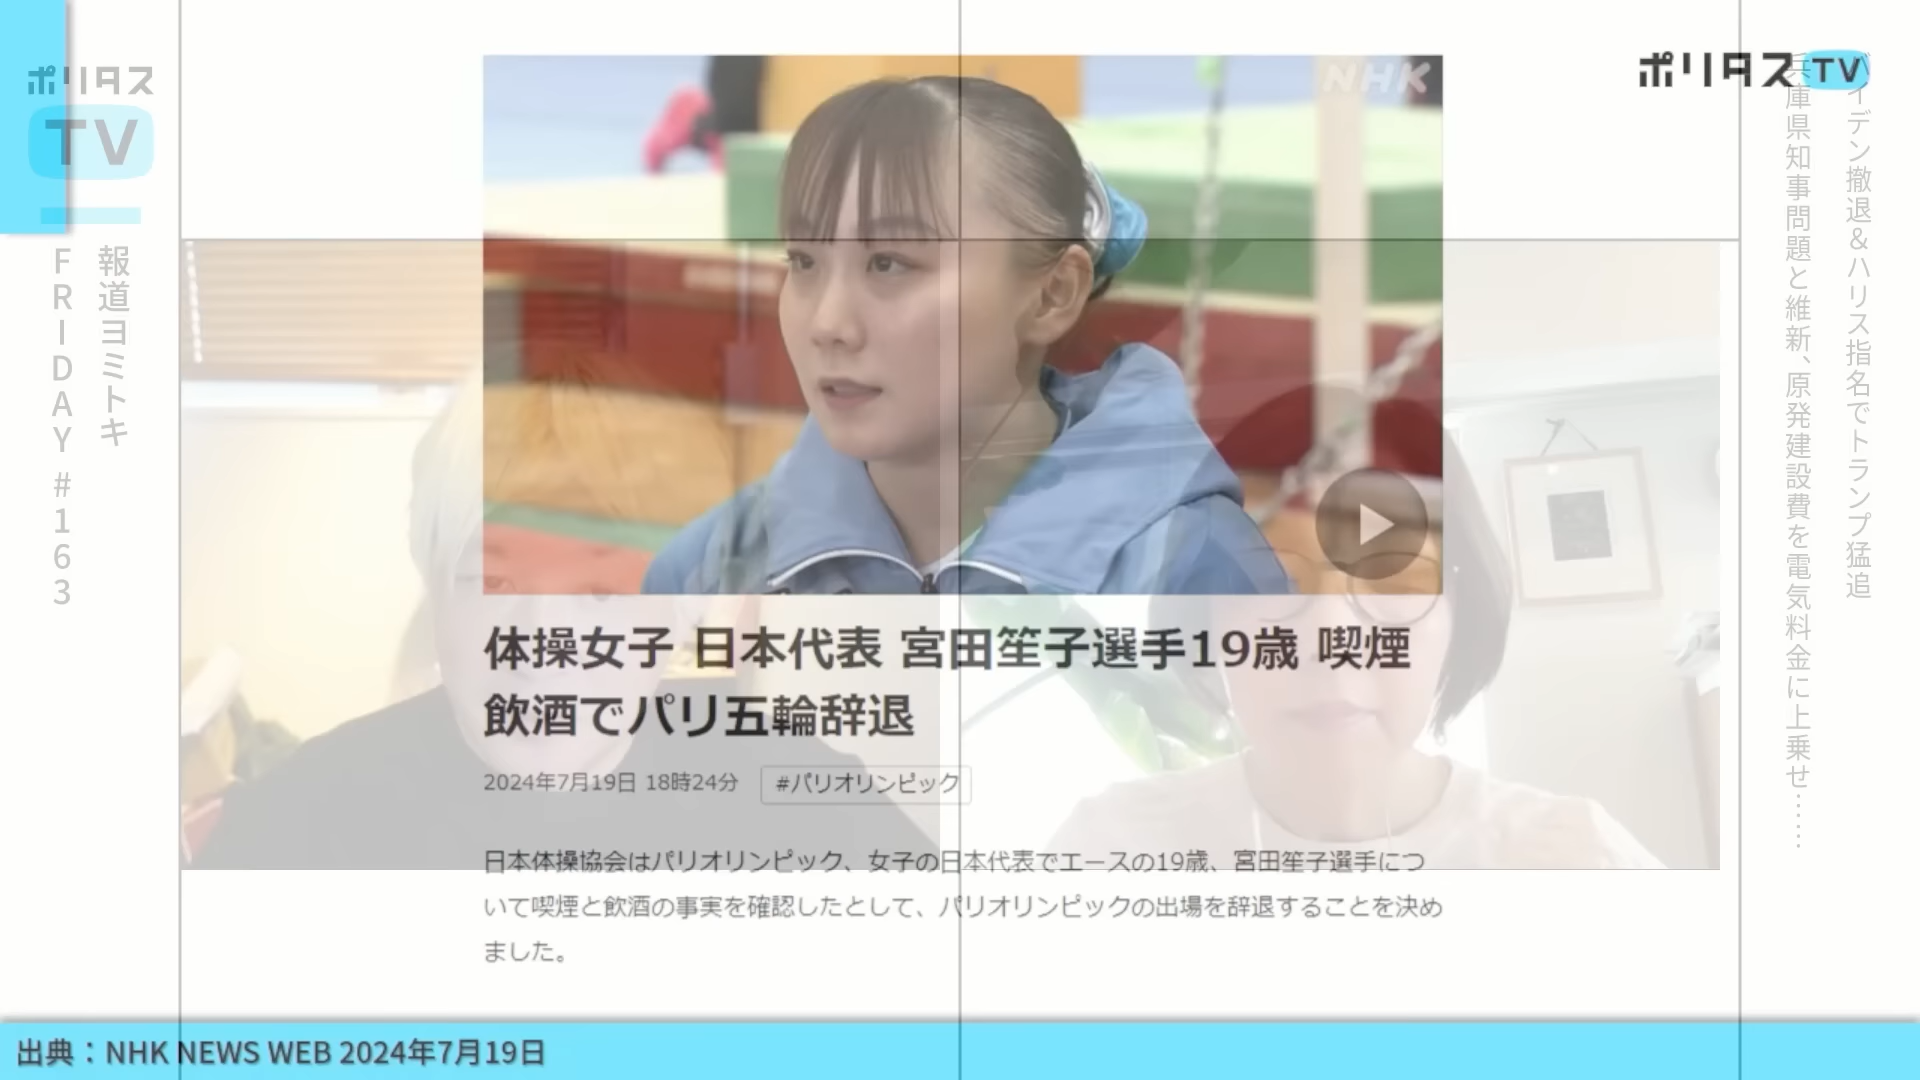 ポリタス
TV
報道ヨミトキ
FRIDAY #163
NHK
ポリタスTV
バイデン撤退&ハリス指名でトランプ猛追
兵庫県知事問題と維新、原発建設費を電気料金に上乗せ……
体操女子 日本代表 宮田笙子選手19歳 喫煙
飲酒でパリ五輪辞退
2024年7月19日 18時24分 #パリオリンピック
日本体操協会はパリオリンピック、女子の日本代表でエースの19歳、宮田笙子選手につ
いて喫煙と飲酒の事実を確認したとして、パリオリンピックの出場を辞退することを決め
ました。
出典：NHK NEWS WEB 2024年7月19日